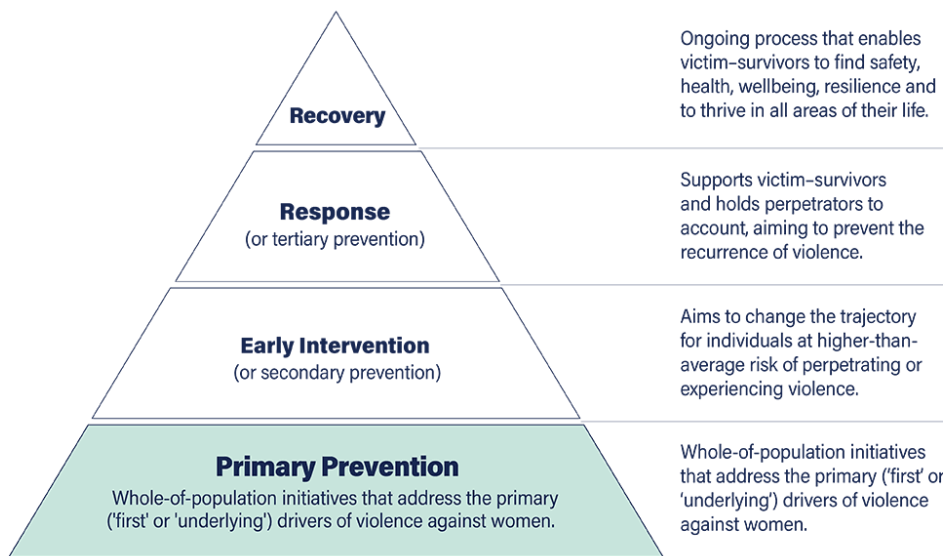 Recovery
Ongoing process that enables
victim–survivors to find safety,
health, wellbeing, resilience and
to thrive in all areas of their life.
Response
(or tertiary prevention)
Supports victim–survivors
and holds perpetrators to
account, aiming to prevent the
recurrence of violence.
Early Intervention
(or secondary prevention)
Aims to change the trajectory
for individuals at higher-than-
average risk of perpetrating or
experiencing violence.
Primary Prevention
Whole-of-population initiatives that address the primary
('first' or 'underlying') drivers of violence against women.
Whole-of-population initiatives
that address the primary (‘first’ or
‘underlying’) drivers of violence
against women.